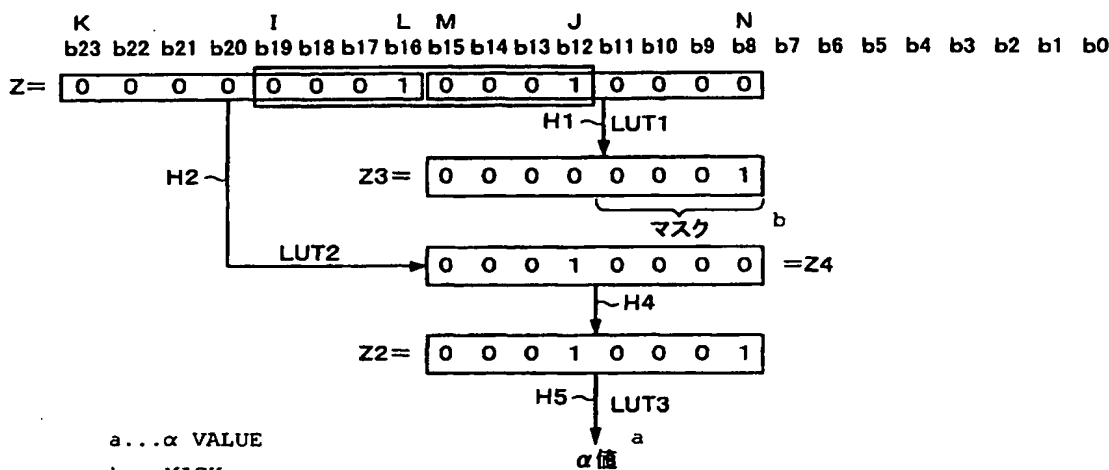 K I L M J N
b23 b22 b21 b20 b19 b18 b17 b16 b15 b14 b13 b12 b11 b10 b9 b8 b7 b6 b5 b4 b3 b2 b1 b0
Z= 0 0 0 0 0 0 0 1 0 0 0 1 0 0 0 0
H1 LUT1
H2 Z3= 0 0 0 0 0 0 0 1
マスク b
LUT2 0 0 0 1 0 0 0 0 =Z4
H4
Z2= 0 0 0 1 0 0 0 1
H5 LUT3
a...α VALUE a
α値